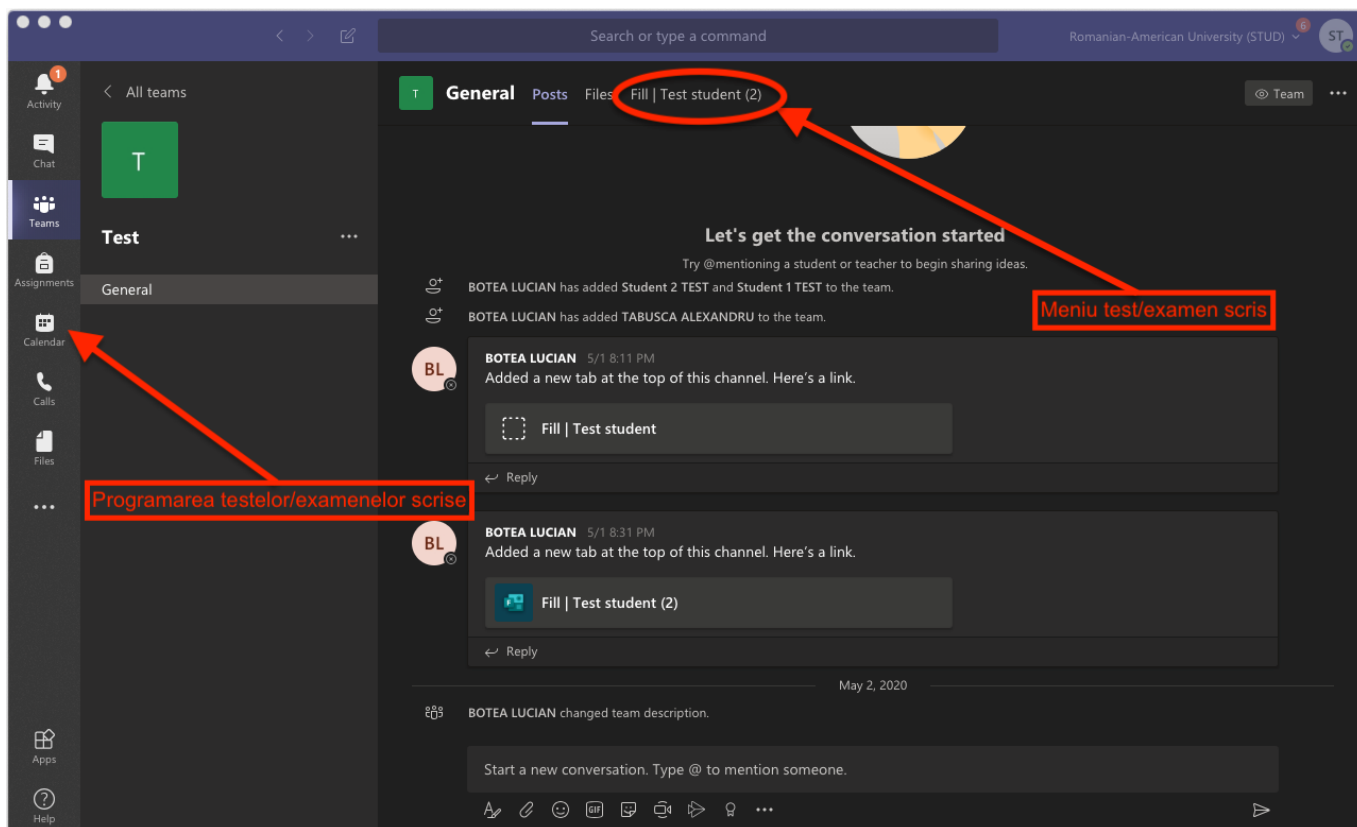 Search or type a command
Romanian-American University (STUD)
6
ST
1
Activity
Chat
Teams
Assignments
Calendar
Calls
Files
Apps
Help
All teams
T
Test
General
T
General
Posts
Files
Fill | Test student (2)
Team
Let's get the conversation started
Try @mentioning a student or teacher to begin sharing ideas.
BOTEA LUCIAN has added Student 2 TEST and Student 1 TEST to the team.
BOTEA LUCIAN has added TABUSCA ALEXANDRU to the team.
Meniu test/examen scris
BL
BOTEA LUCIAN 5/1 8:11 PM
Added a new tab at the top of this channel. Here's a link.
Fill | Test student
Reply
Programarea testelor/examenelor scrise
BL
BOTEA LUCIAN 5/1 8:31 PM
Added a new tab at the top of this channel. Here's a link.
Fill | Test student (2)
Reply
May 2, 2020
BOTEA LUCIAN changed team description.
Start a new conversation. Type @ to mention someone.
GIF